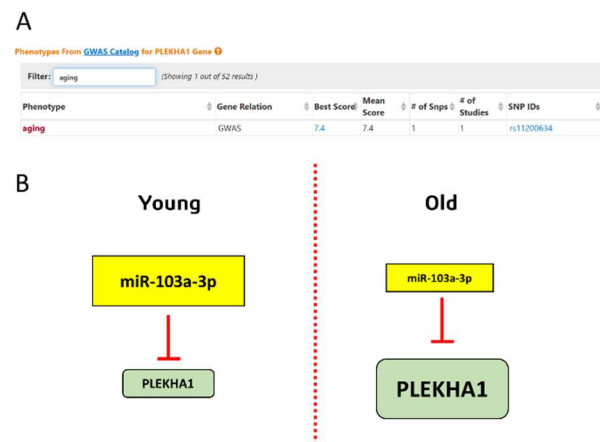 A
Phenotypes From GWAS Catalog for PLEKHA1 Gene
Filter: aging (Showing 1 out of 52 results )
Phenotype Gene Relation Best Score Mean Score # of Snps # of Studies SNP IDs
aging GWAS 7.4 7.4 1 1 rs11200634
B
Young Old
miR-103a-3p miR-103a-3p
PLEKHA1 PLEKHA1